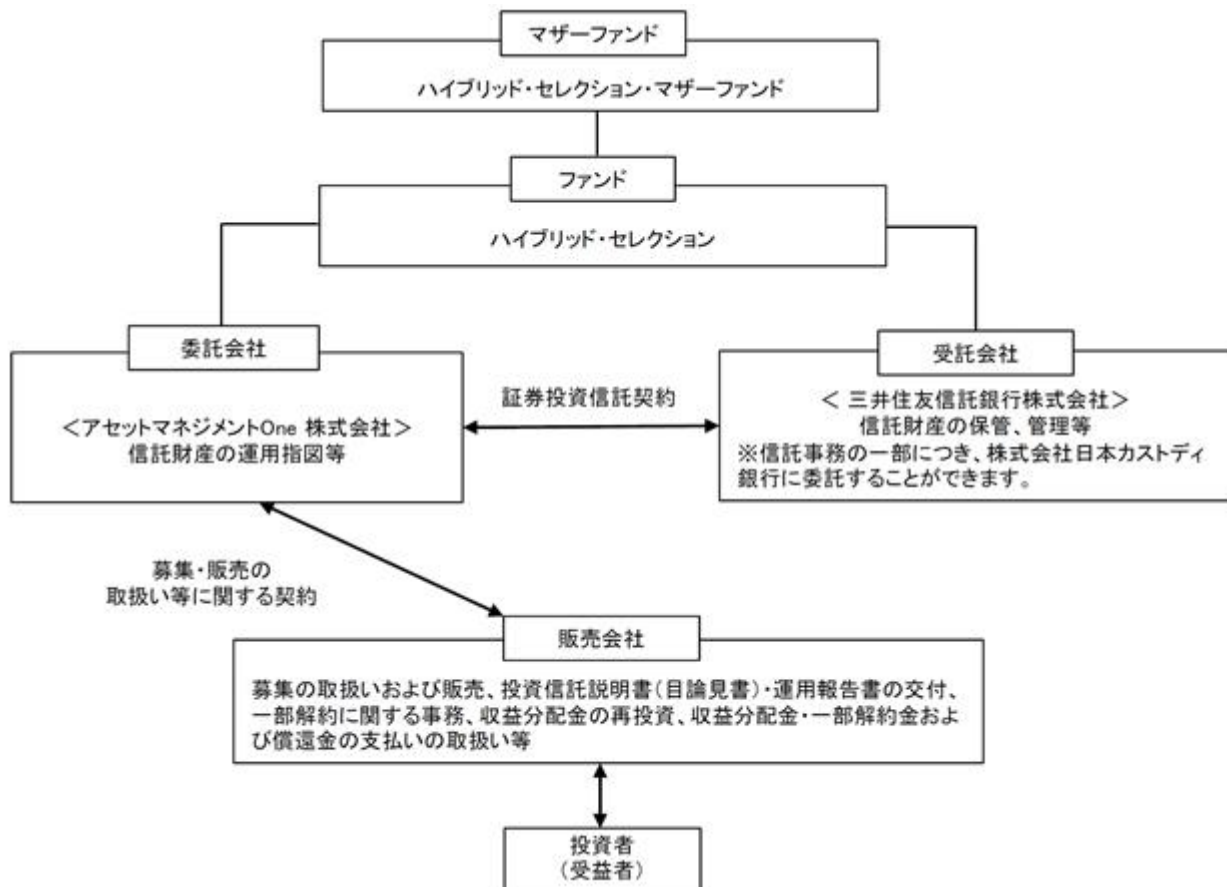 マザーファンド
ハイブリッド・セレクション・マザーファンド
ファンド
ハイブリッド・セレクション
委託会社
＜アセットマネジメントOne 株式会社＞
信託財産の運用指図等
証券投資信託契約
受託会社
＜ 三井住友信託銀行株式会社＞
信託財産の保管、管理等
※信託事務の一部につき、株式会社日本カストディ
銀行に委託することができます。
募集・販売の
取扱い等に関する契約
販売会社
募集の取扱いおよび販売、投資信託説明書（目論見書）・運用報告書の交付、
一部解約に関する事務、収益分配金の再投資、収益分配金・一部解約金およ
び償還金の支払いの取扱い等
投資者
（受益者）